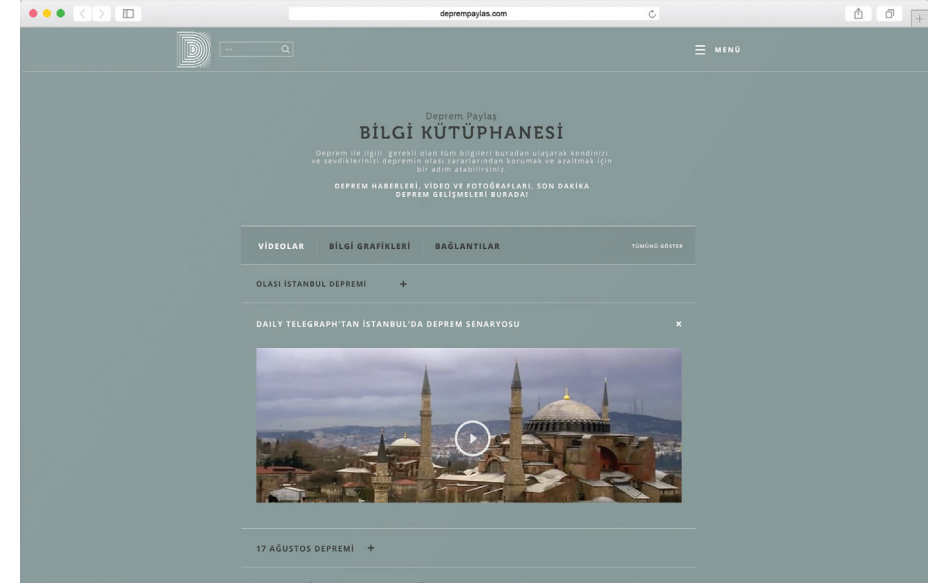 deprempaylas.com
...
MENÜ
Deprem Paylaş
BİLGİ KÜTÜPHANESİ
Deprem ile ilgili gerekli olan tüm bilgileri buradan ulaşarak kendinizi
ve sevdiklerinizi depremin olası zararlarından korumak ve azaltmak için
bir adım atabilirsiniz.
DEPREM HABERLERİ, VİDEO VE FOTOĞRAFLARI, SON DAKİKA
DEPREM GELİŞMELERİ BURADA!
VİDEOLAR BİLGİ GRAFİKLERİ BAĞLANTILAR TÜMÜNÜ GÖSTER
OLASI İSTANBUL DEPREMİ +
DAILY TELEGRAPH'TAN İSTANBUL'DA DEPREM SENARYOSU ×
17 AĞUSTOS DEPREMİ +